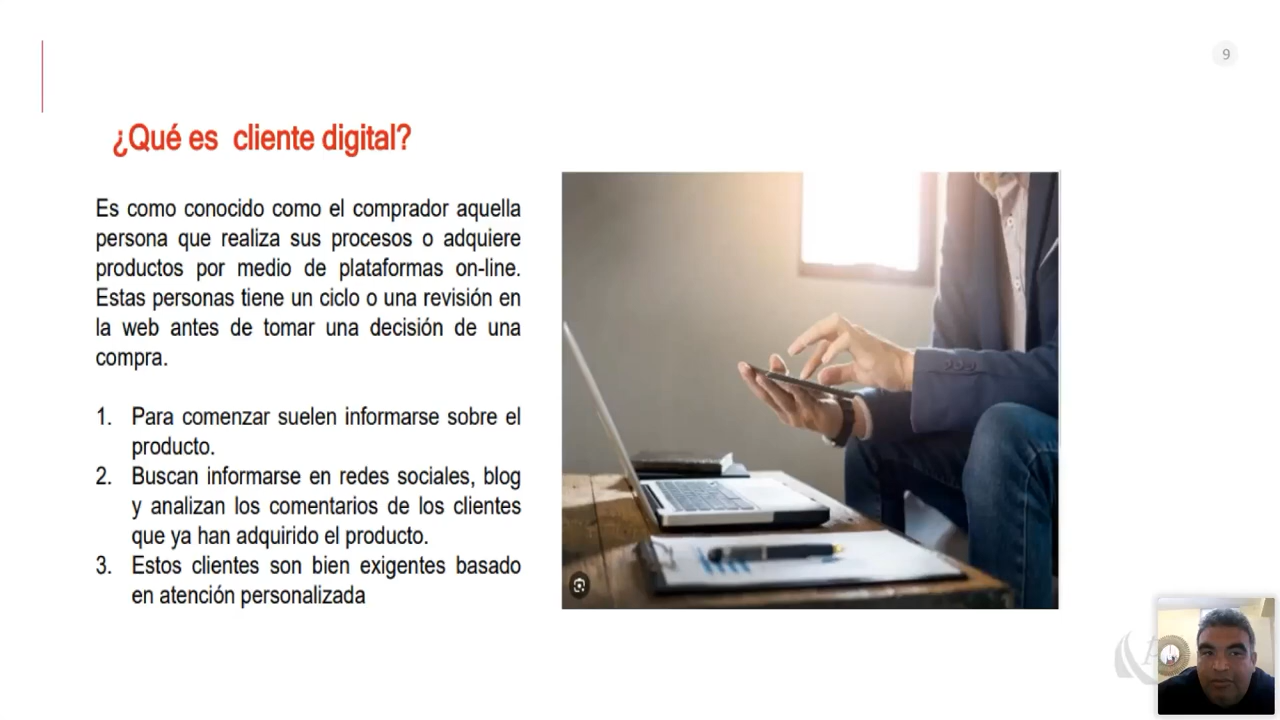 9
¿Qué es cliente digital?
Es como conocido como el comprador aquella
persona que realiza sus procesos o adquiere
productos por medio de plataformas on-line.
Estas personas tiene un ciclo o una revisión en
la web antes de tomar una decisión de una
compra.
1. Para comenzar suelen informarse sobre el
producto.
2. Buscan informarse en redes sociales, blog
y analizan los comentarios de los clientes
que ya han adquirido el producto.
3. Estos clientes son bien exigentes basado
en atención personalizada